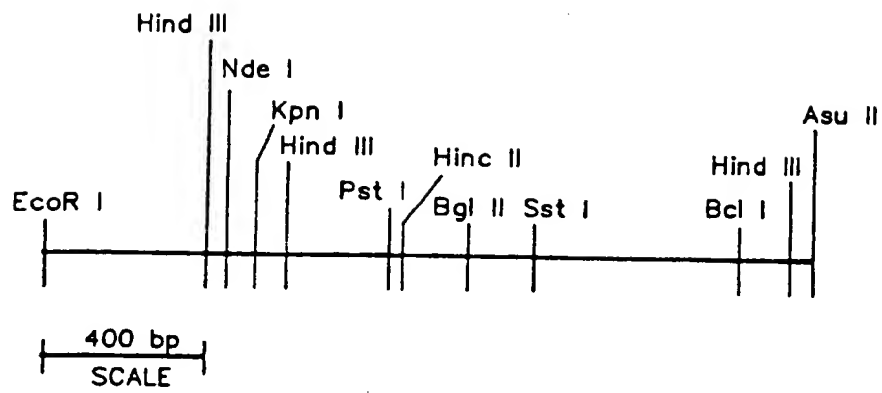 Hind III
Nde I
Kpn I
Asu II
Hind III
Hinc II
Hind III
Pst I
EcoR I
Bgl II
Sst I
Bcl I
400 bp
SCALE